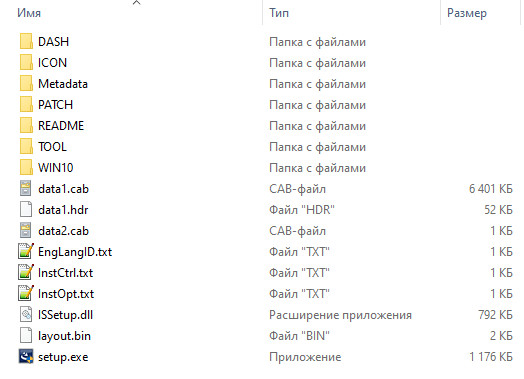 Имя Тип Размер
DASH Папка с файлами
ICON Папка с файлами
Metadata Папка с файлами
PATCH Папка с файлами
README Папка с файлами
TOOL Папка с файлами
WIN10 Папка с файлами
data1.cab CAB-файл 6 401 КБ
data1.hdr Файл "HDR" 52 КБ
data2.cab CAB-файл 1 КБ
EngLangID.txt Файл "TXT" 1 КБ
InstCtrl.txt Файл "TXT" 1 КБ
InstOpt.txt Файл "TXT" 1 КБ
ISSetup.dll Расширение приложения 792 КБ
layout.bin Файл "BIN" 2 КБ
setup.exe Приложение 1 176 КБ